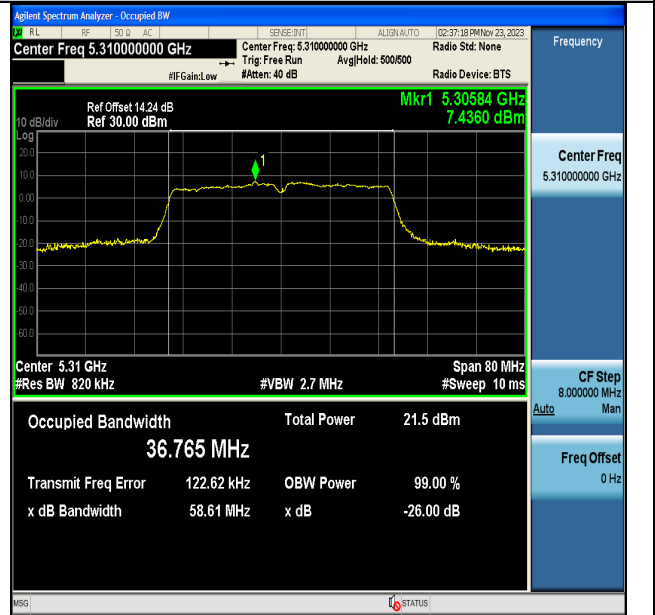 Agilent Spectrum Analyzer - Occupied BW
RL RF 50 Ω AC SENSE:INT ALIGN AUTO 02:37:18 PM Nov 23, 2023
Center Freq 5.310000000 GHz
Center Freq: 5.310000000 GHz Radio Std: None
Trig: Free Run Avg|Hold: 500/500
#IFGain:Low #Atten: 40 dB Radio Device: BTS
Frequency
Mkr1 5.30584 GHz
7.4360 dBm
Ref Offset 14.24 dB
10 dB/div Ref 30.00 dBm
Log
20.0
10.0
0.00
-10.0
-20.0
-30.0
-40.0
-50.0
-60.0
1
Center 5.31 GHz Span 80 MHz
#Res BW 820 kHz #VBW 2.7 MHz #Sweep 10 ms
Center Freq
5.310000000 GHz
CF Step
8.000000 MHz
Auto Man
Freq Offset
0 Hz
Occupied Bandwidth Total Power 21.5 dBm
36.765 MHz
Transmit Freq Error 122.62 kHz OBW Power 99.00 %
x dB Bandwidth 58.61 MHz x dB -26.00 dB
MSG STATUS